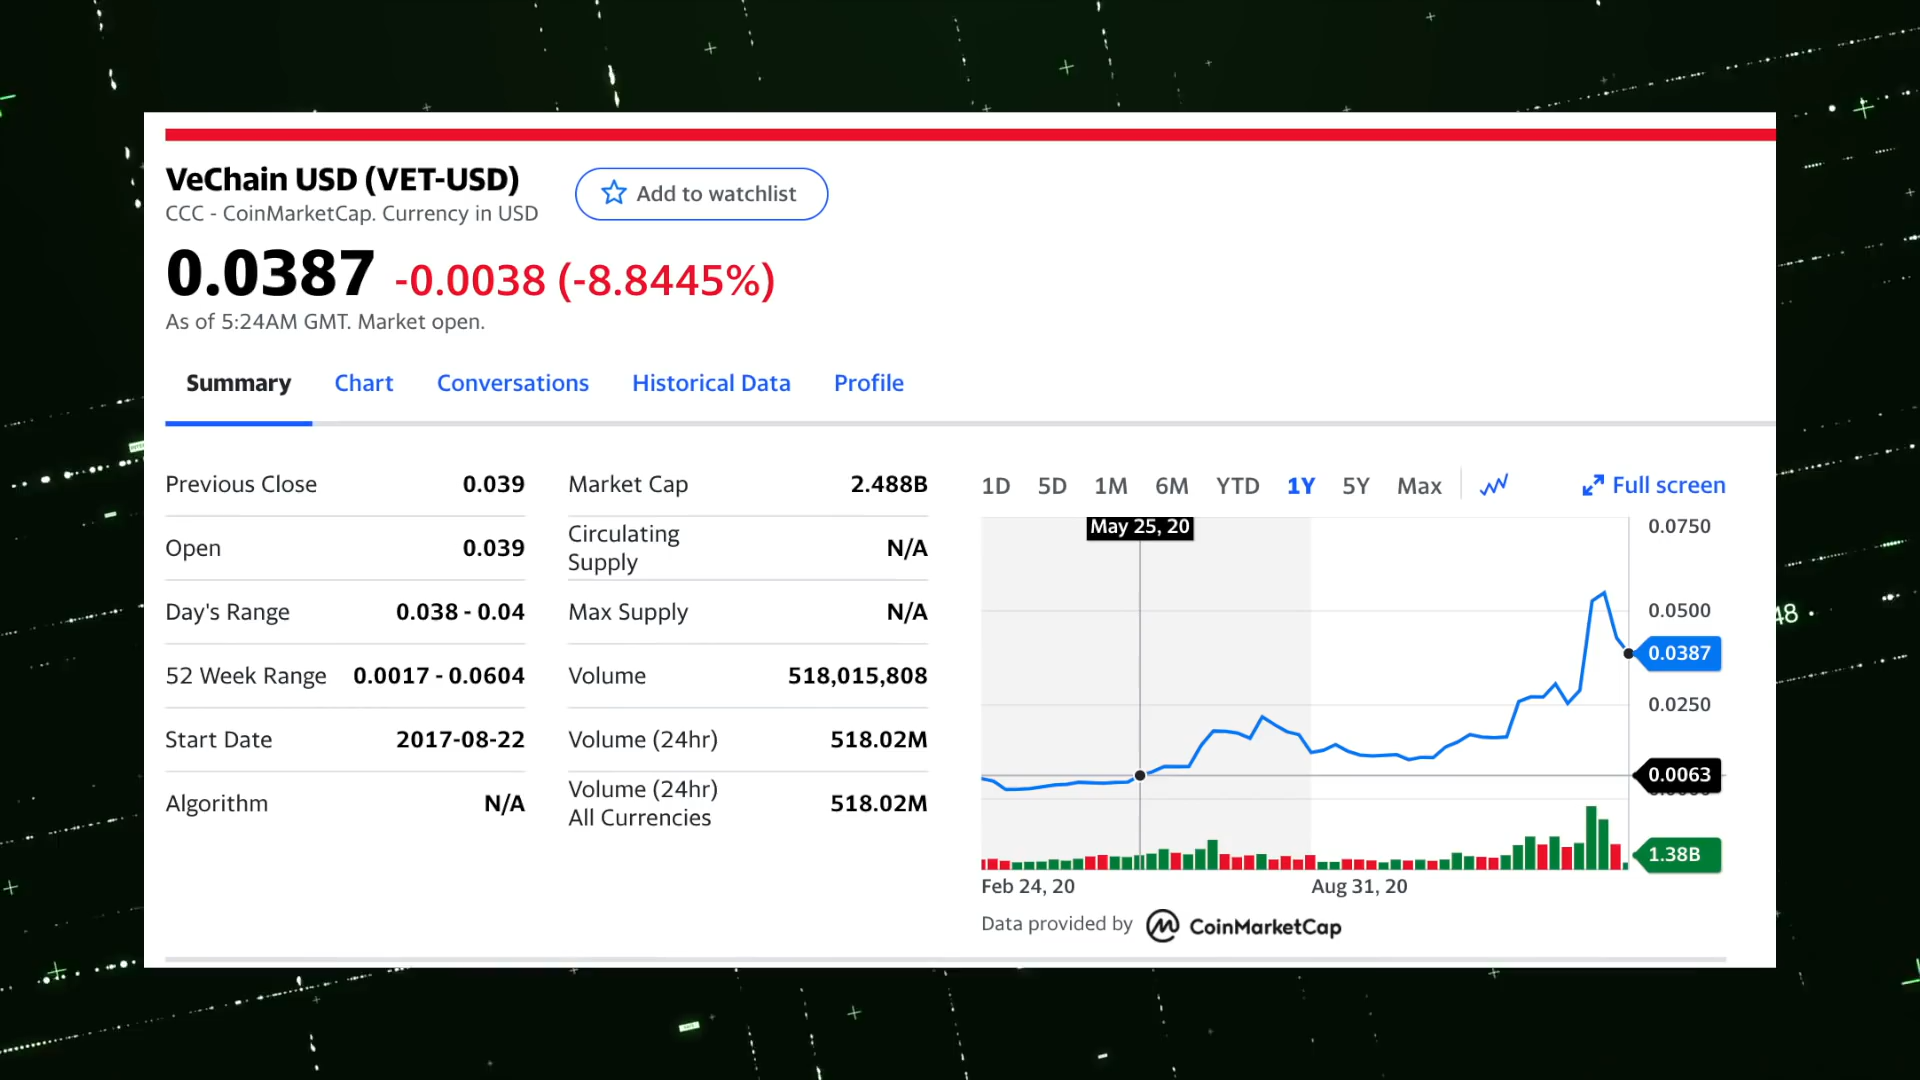 VeChain USD (VET-USD)
Add to watchlist
CCC - CoinMarketCap. Currency in USD
0.0387 -0.0038 (-8.8445%)
As of 5:24AM GMT. Market open.
Summary Chart Conversations Historical Data Profile
Previous Close 0.039
Open 0.039
Day's Range 0.038 - 0.04
52 Week Range 0.0017 - 0.0604
Start Date 2017-08-22
Algorithm N/A
Market Cap 2.488B
Circulating
Supply N/A
Max Supply N/A
Volume 518,015,808
Volume (24hr) 518.02M
Volume (24hr)
All Currencies 518.02M
1D 5D 1M 6M YTD 1Y 5Y Max Full screen
May 25, 20
0.0750
0.0500
0.0387
0.0250
0.0063
1.38B
Feb 24, 20 Aug 31, 20
Data provided by CoinMarketCap
48